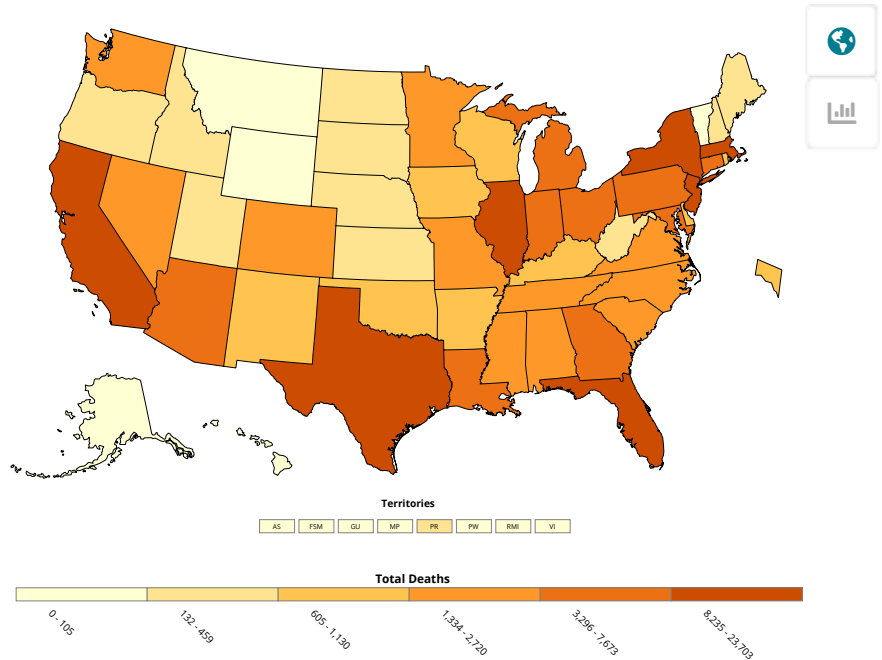 Territories
AS FSM GU MP PR PW RMI VI
Total Deaths
0 - 105
132 - 459
605 - 1,130
1,334 - 2,720
3,296 - 7,673
8,235 - 23,703